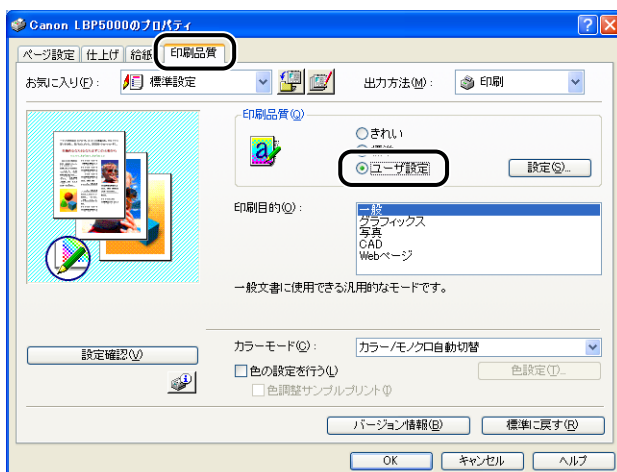 Canon LBP5000のプロパティ
ページ設定 仕上げ 給紙 印刷品質
お気に入り(F): 標準設定 出力方法(M): 印刷
印刷品質(Q)
きれい
ユーザ設定 設定(S)...
印刷目的(O): 一般
グラフィックス
写真
CAD
Webページ
一般文書に使用できる汎用的なモードです。
設定確認(V)
カラーモード(C): カラー/モノクロ自動切替
色の設定を行う(L) 色設定(T)...
色調整サンプルプリント(I)
バージョン情報(B) 標準に戻す(R)
OK キャンセル ヘルプ